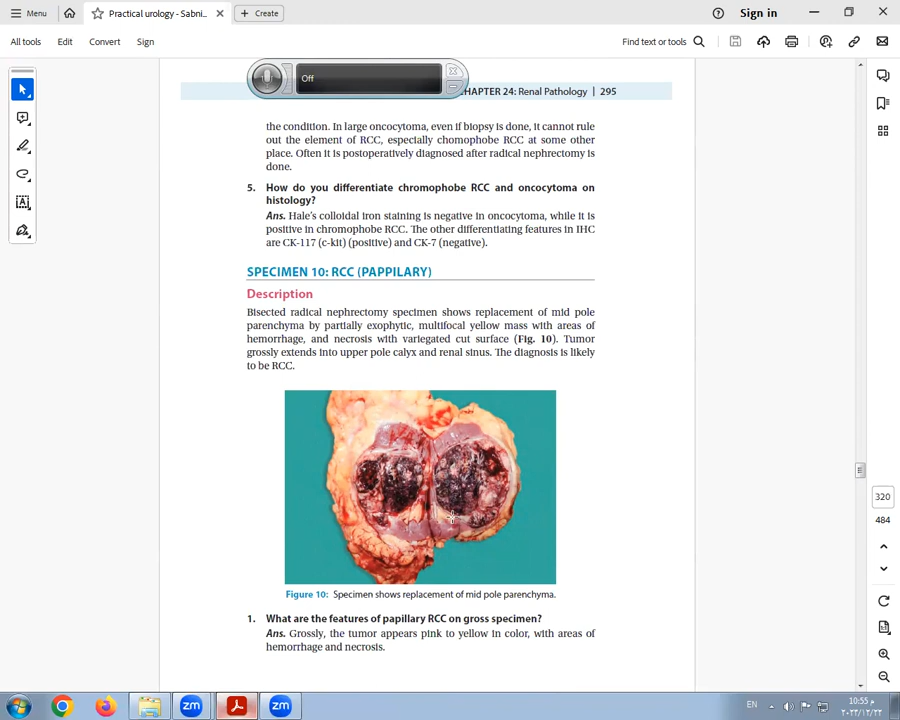 Menu
Practical urology - Sabni...
Create
Sign in
All tools
Edit
Convert
Sign
Find text or tools
Off
CHAPTER 24: Renal Pathology | 295
the condition. In large oncocytoma, even if biopsy is done, it cannot rule
out the element of RCC, especially chomophobe RCC at some other
place. Often it is postoperatively diagnosed after radical nephrectomy is
done.
5. How do you differentiate chromophobe RCC and oncocytoma on
histology?
Ans. Hale's colloidal iron staining is negative in oncocytoma, while it is
positive in chromophobe RCC. The other differentiating features in IHC
are CK-117 (c-kit) (positive) and CK-7 (negative).
SPECIMEN 10: RCC (PAPPILARY)
Description
Bisected radical nephrectomy specimen shows replacement of mid pole
parenchyma by partially exophytic, multifocal yellow mass with areas of
hemorrhage, and necrosis with variegated cut surface (Fig. 10). Tumor
grossly extends into upper pole calyx and renal sinus. The diagnosis is likely
to be RCC.
Figure 10: Specimen shows replacement of mid pole parenchyma.
1. What are the features of papillary RCC on gross specimen?
Ans. Grossly, the tumor appears pink to yellow in color, with areas of
hemorrhage and necrosis.
320
484
zm
zm
EN
10:55 م
٢٠٢٣/١٢/٢٢